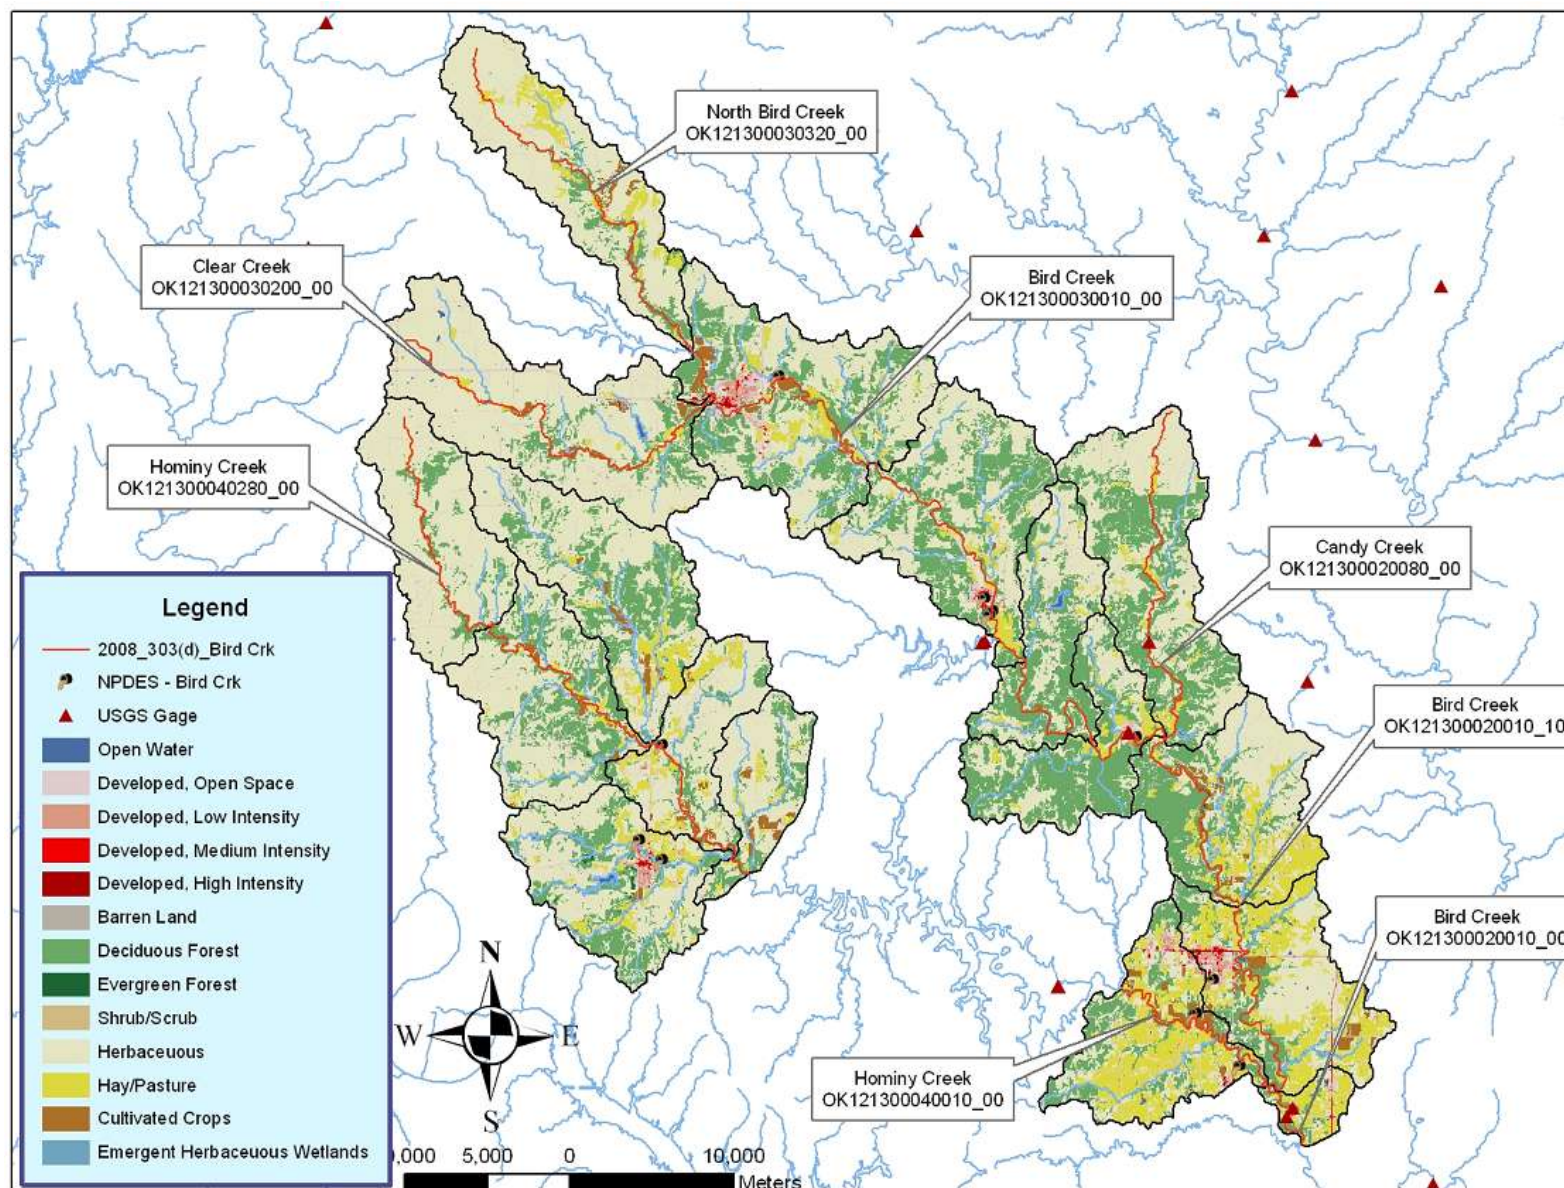 North Bird Creek
OK121300030320_00
Clear Creek
OK121300030200_00
Bird Creek
OK121300030010_00
Hominy Creek
OK121300040280_00
Candy Creek
OK121300020080_00
Bird Creek
OK121300020010_10
Bird Creek
OK121300020010_00
Hominy Creek
OK121300040010_00
Legend
2008_303(d)_Bird Crk
NPDES - Bird Crk
USGS Gage
Open Water
Developed, Open Space
Developed, Low Intensity
Developed, Medium Intensity
Developed, High Intensity
Barren Land
Deciduous Forest
Evergreen Forest
Shrub/Scrub
Herbaceuous
Hay/Pasture
Cultivated Crops
Emergent Herbaceuous Wetlands
N
W E
S
5,000 0 10,000
Meters